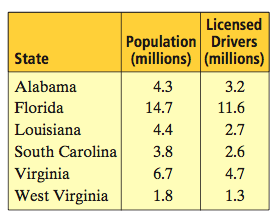 State Population (millions) Licensed Drivers (millions)
Alabama 4.3 3.2
Florida 14.7 11.6
Louisiana 4.4 2.7
South Carolina 3.8 2.6
Virginia 6.7 4.7
West Virginia 1.8 1.3